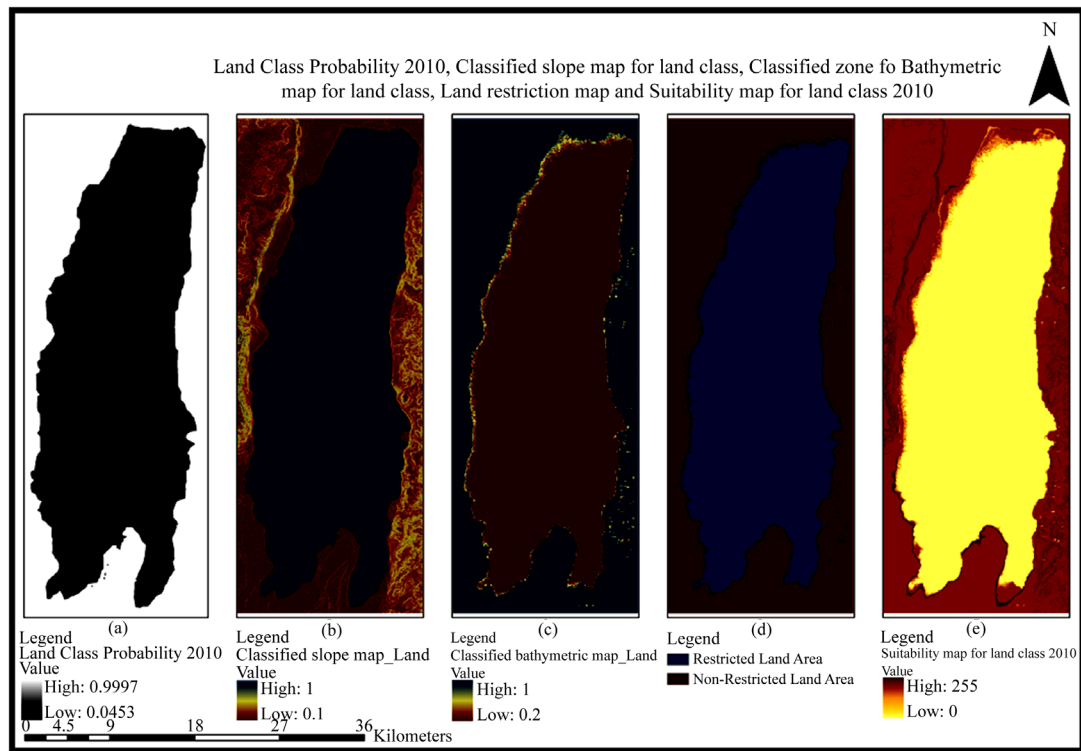 N
Land Class Probability 2010, Classified slope map for land class, Classified zone fo Bathymetric
map for land class, Land restriction map and Suitability map for land class 2010
(a)
Legend
Land Class Probability 2010
Value
High: 0.9997
Low: 0.0453
(b)
Legend
Classified slope map_Land
Value
High: 1
Low: 0.1
(c)
Legend
Classified bathymetric map_Land
Value
High: 1
Low: 0.2
(d)
Legend
Restricted Land Area
Non-Restricted Land Area
(e)
Legend
Suitability map for land class 2010
Value
High: 255
Low: 0
0 4.5 9 18 27 36
Kilometers